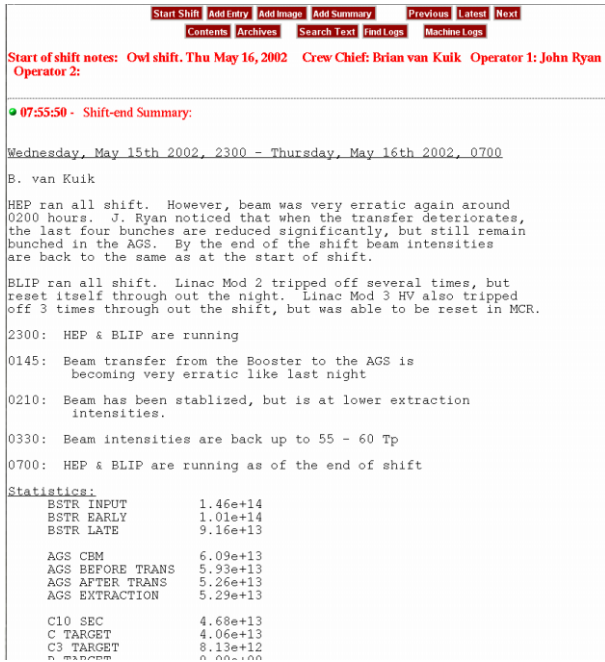 Start Shift Add Entry Add Image Add Summary Previous Latest Next
Contents Archives Search Text Find Logs Machine Logs
Start of shift notes: Owl shift. Thu May 16, 2002 Crew Chief: Brian van Kuik Operator 1: John Ryan
Operator 2:
07:55:50 - Shift-end Summary:
Wednesday, May 15th 2002, 2300 - Thursday, May 16th 2002, 0700
B. van Kuik
HEP ran all shift. However, beam was very erratic again around
0200 hours. J. Ryan noticed that when the transfer deteriorates,
the last four bunches are reduced significantly, but still remain
bunched in the AGS. By the end of the shift beam intensities
are back to the same as at the start of shift.
BLIP ran all shift. Linac Mod 2 tripped off several times, but
reset itself through out the night. Linac Mod 3 HV also tripped
off 3 times through out the shift, but was able to be reset in MCR.
2300: HEP & BLIP are running
0145: Beam transfer from the Booster to the AGS is
becoming very erratic like last night
0210: Beam has been stablized, but is at lower extraction
intensities.
0330: Beam intensities are back up to 55 - 60 Tp
0700: HEP & BLIP are running as of the end of shift
Statistics:
BSTR INPUT 1.46e+14
BSTR EARLY 1.01e+14
BSTR LATE 9.16e+13
AGS CBM 6.09e+13
AGS BEFORE TRANS 5.93e+13
AGS AFTER TRANS 5.26e+13
AGS EXTRACTION 5.29e+13
C10 SEC 4.68e+13
C TARGET 4.06e+13
C3 TARGET 8.13e+12
D TARGET 0.00e+00